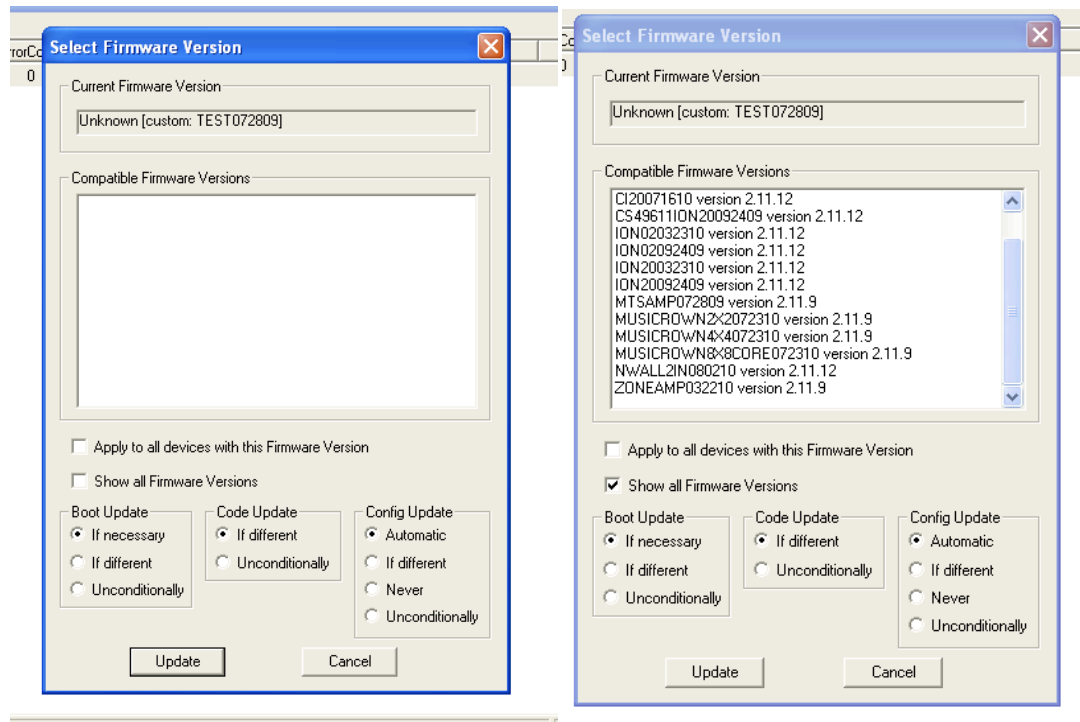 rorCo
0
Select Firmware Version
Current Firmware Version
Unknown [custom: TEST072809]
Compatible Firmware Versions
Apply to all devices with this Firmware Version
Show all Firmware Versions
Boot Update
If necessary
If different
Unconditionally
Code Update
If different
Unconditionally
Config Update
Automatic
If different
Never
Unconditionally
Update
Cancel
Co
0
Select Firmware Version
Current Firmware Version
Unknown [custom: TEST072809]
Compatible Firmware Versions
CI20071610 version 2.11.12
CS49611ION20092409 version 2.11.12
ION02032310 version 2.11.12
ION02092409 version 2.11.12
ION20032310 version 2.11.12
ION20092409 version 2.11.12
MTSAMP072809 version 2.11.9
MUSICROWN2X2072310 version 2.11.9
MUSICROWN4X4072310 version 2.11.9
MUSICROWN8X8CORE072310 version 2.11.9
NWALL2IN080210 version 2.11.12
ZONEAMP032210 version 2.11.9
Apply to all devices with this Firmware Version
Show all Firmware Versions
Boot Update
If necessary
If different
Unconditionally
Code Update
If different
Unconditionally
Config Update
Automatic
If different
Never
Unconditionally
Update
Cancel